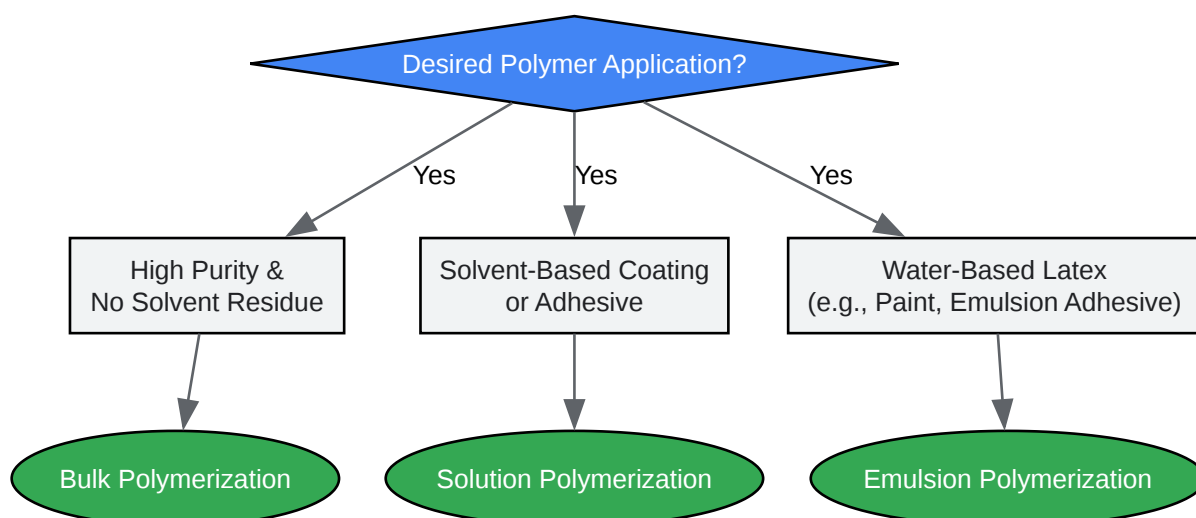 Desired Polymer Application?
Yes
Yes
Yes
High Purity &
No Solvent Residue
Solvent-Based Coating
or Adhesive
Water-Based Latex
(e.g., Paint, Emulsion Adhesive)
Bulk Polymerization
Solution Polymerization
Emulsion Polymerization